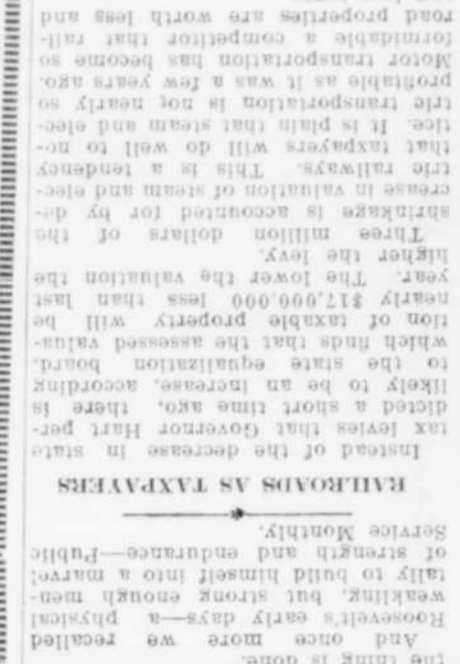 the thing is done.
And once more we recalled
Roosevelt's early days—a physical
weakling, but strong enough men-
tally to build himself into a marvel
of strength and endurance—Public
Service Monthly.
RAILROADS AS TAXPAYERS
Instead of the decrease in state
tax levies that Governor Hart per-
dicted a short time ago, there is
likely to be an increase, according
to the state equalization board,
which finds that the assessed valua-
tion of taxable property will be
nearly $17,000,000 less than last
year. The lower the valuation the
higher the levy.
Three million dollars of the
shrinkage is accounted for by de-
crease in valuation of steam and elec-
tric railways. This is a tendency
that taxpayers will do well to no-
tice. It is plain that steam and elec-
tric transportation is not nearly so
profitable as it was a few years ago.
Motor transportation has become so
formidable a competitor that rail-
road properties are worth less and